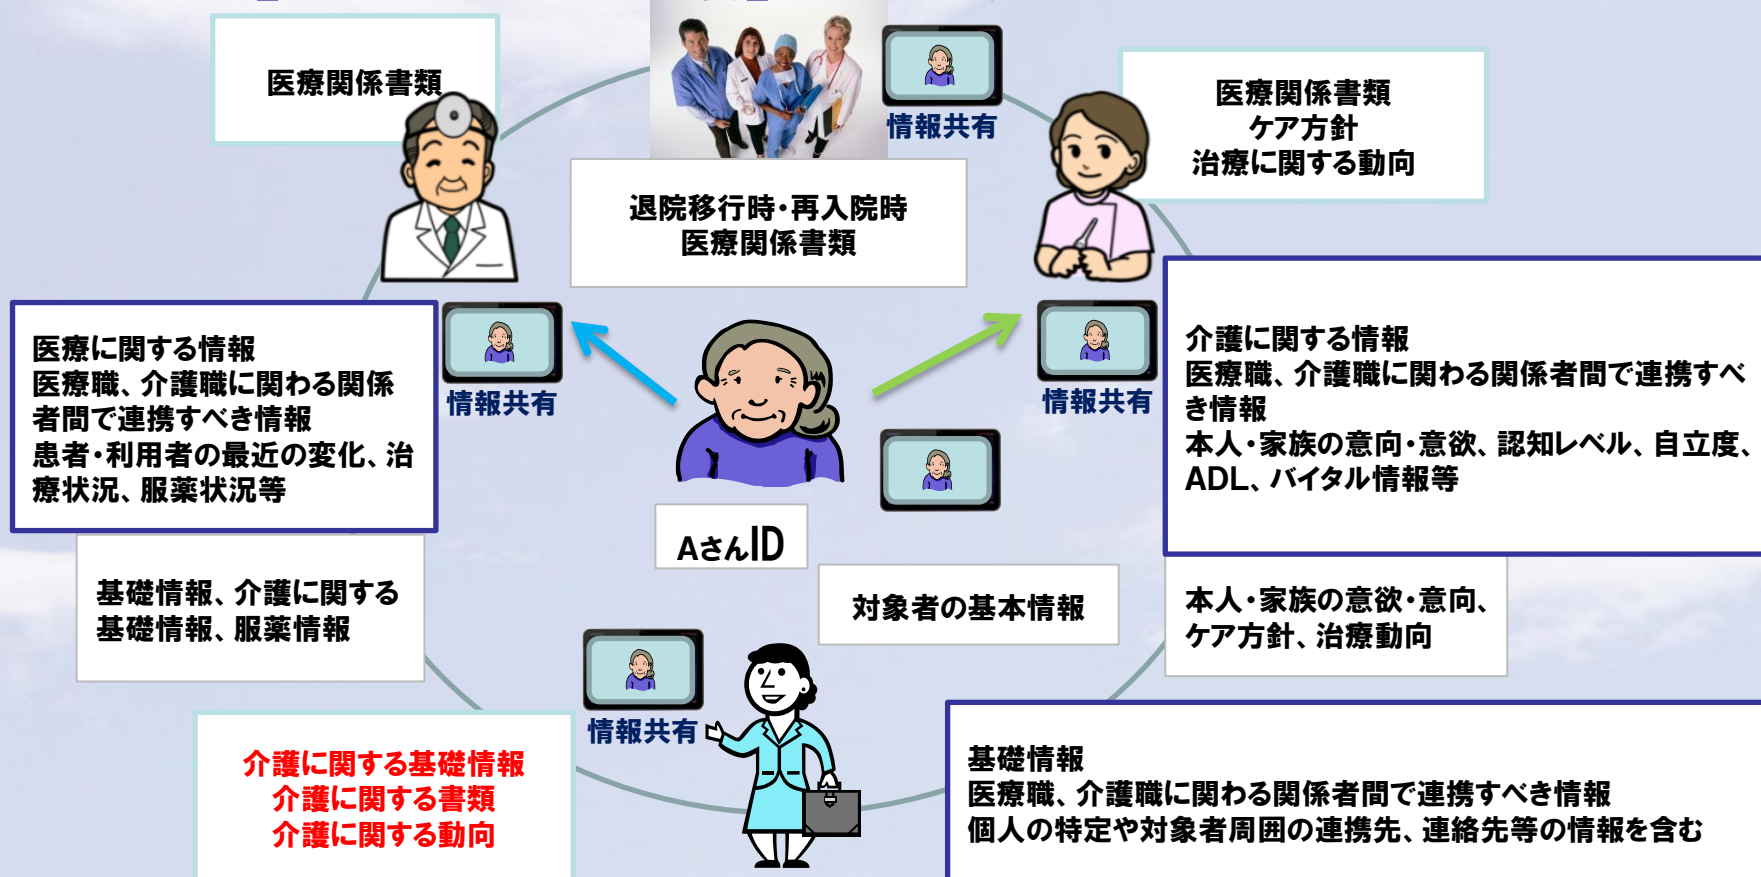 医療関係書類
情報共有
医療関係書類
ケア方針
治療に関する動向
退院移行時・再入院時
医療関係書類
医療に関する情報
医療職、介護職に関わる関係
者間で連携すべき情報
患者・利用者の最近の変化、治
療状況、服薬状況等
情報共有
情報共有
介護に関する情報
医療職、介護職に関わる関係者間で連携すべ
き情報
本人・家族の意向・意欲、認知レベル、自立度、
ADL、バイタル情報等
AさんID
基礎情報、介護に関する
基礎情報、服薬情報
対象者の基本情報
本人・家族の意欲・意向、
ケア方針、治療動向
情報共有
介護に関する基礎情報
介護に関する書類
介護に関する動向
基礎情報
医療職、介護職に関わる関係者間で連携すべき情報
個人の特定や対象者周囲の連携先、連絡先等の情報を含む